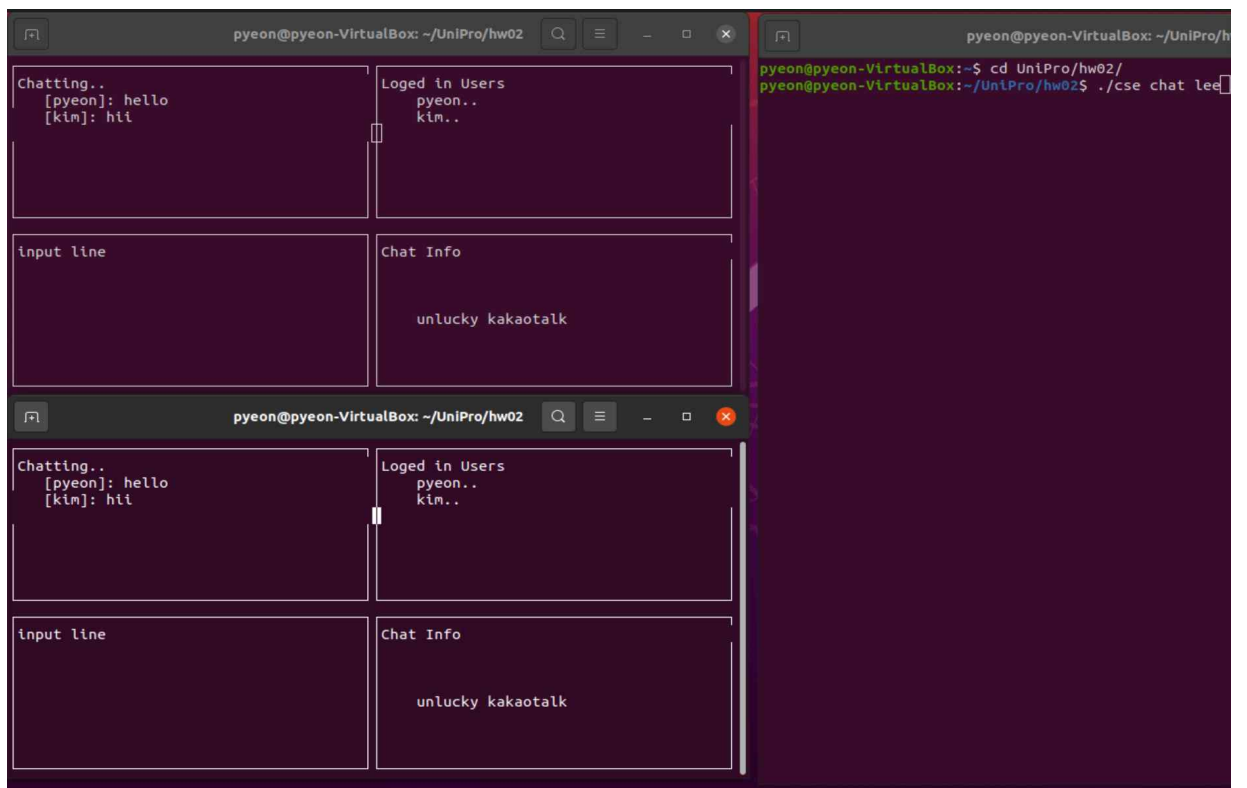 pyeon@pyeon-VirtualBox: ~/UniPro/hw02
Chatting..
[pyeon]: hello
[kim]: hii
Loged in Users
pyeon..
kim..
input line
Chat Info
unlucky kakaotalk
pyeon@pyeon-VirtualBox: ~/UniPro/hw02
Chatting..
[pyeon]: hello
[kim]: hii
Loged in Users
pyeon..
kim..
input line
Chat Info
unlucky kakaotalk
pyeon@pyeon-VirtualBox: ~/UniPro/h
pyeon@pyeon-VirtualBox:~$ cd UniPro/hw02/
pyeon@pyeon-VirtualBox:~/UniPro/hw02$ ./cse chat lee